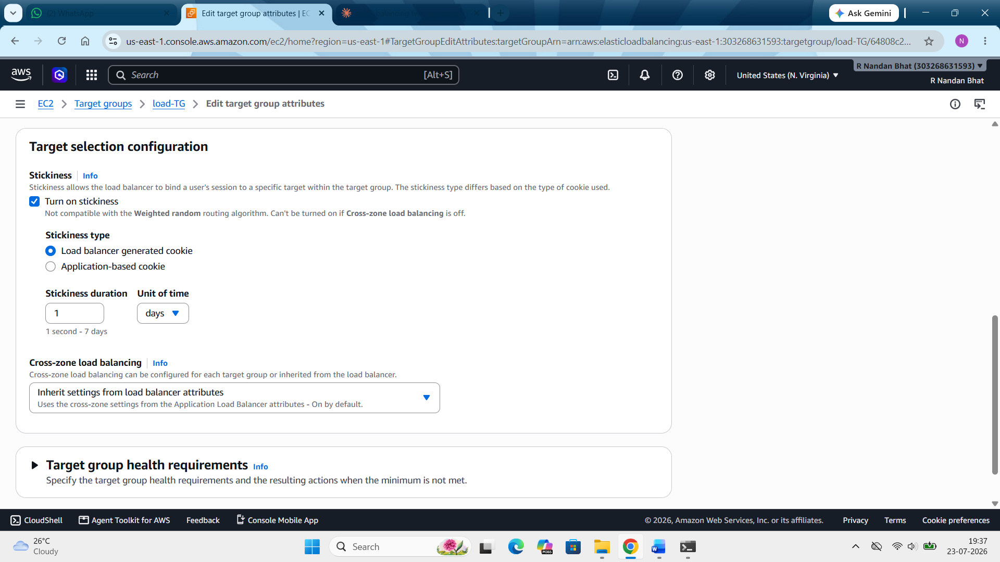 (2) WhatsApp
Edit target group attributes | EC
Ask Gemini
us-east-1.console.aws.amazon.com/ec2/home?region=us-east-1#TargetGroupEditAttributes:targetGroupArn=arn:aws:elasticloadbalancing:us-east-1:303268631593:targetgroup/load-TG/64808c2...
N
aws
Search
[Alt+S]
United States (N. Virginia)
R Nandan Bhat (303268631593)
R Nandan Bhat
EC2
Target groups
load-TG
Edit target group attributes
Target selection configuration
Stickiness
Info
Stickiness allows the load balancer to bind a user's session to a specific target within the target group. The stickiness type differs based on the type of cookie used.
Turn on stickiness
Not compatible with the Weighted random routing algorithm. Can't be turned on if Cross-zone load balancing is off.
Stickiness type
Load balancer generated cookie
Application-based cookie
Stickiness duration
Unit of time
1
days
1 second - 7 days
Cross-zone load balancing
Info
Cross-zone load balancing can be configured for each target group or inherited from the load balancer.
Inherit settings from load balancer attributes
Uses the cross-zone settings from the Application Load Balancer attributes - On by default.
Target group health requirements
Info
Specify the target group health requirements and the resulting actions when the minimum is not met.
CloudShell
Agent Toolkit for AWS
Feedback
Console Mobile App
© 2026, Amazon Web Services, Inc. or its affiliates.
Privacy
Terms
Cookie preferences
26°C
Cloudy
Search
M365
W
19:37
23-07-2026